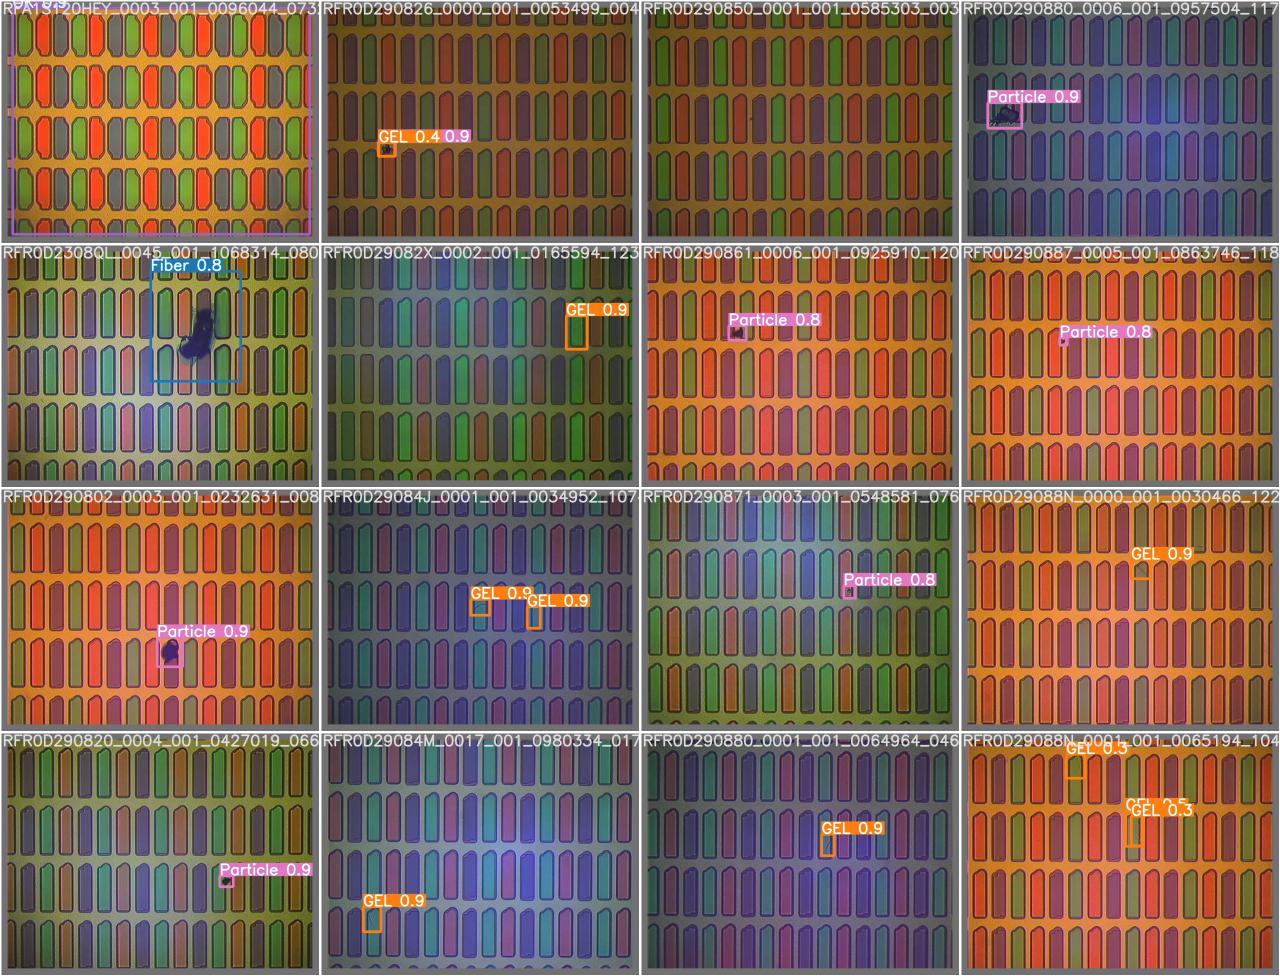 RFR0D290826_0000_001_0053499_004
RFR0D290850_0001_001_0585303_003
RFR0D290880_0006_001_0957504_117
Particle 0.9
GEL 0.4 0.9
RFR0D2308QL_0045_001_1068314_080
RFR0D29082X_0002_001_0165594_123
RFR0D290861_0006_001_0925910_120
RFR0D290887_0005_001_0863746_118
Fiber 0.8
GEL 0.9
Particle 0.8
Particle 0.8
RFR0D290802_0003_001_0232631_008
RFR0D29084J_0001_001_0034952_107
RFR0D290871_0003_001_0548581_076
RFR0D29088N_0000_001_0030466_122
GEL 0.9
Particle 0.8
GEL 0.9
GEL 0.9
Particle 0.9
RFR0D290820_0004_001_0427019_066
RFR0D29084M_0017_001_0980334_017
RFR0D290880_0001_001_0064964_046
RFR0D29088N_0001_001_0065194_104
GEL 0.3
GEL 0.3
GEL 0.9
Particle 0.9
GEL 0.9